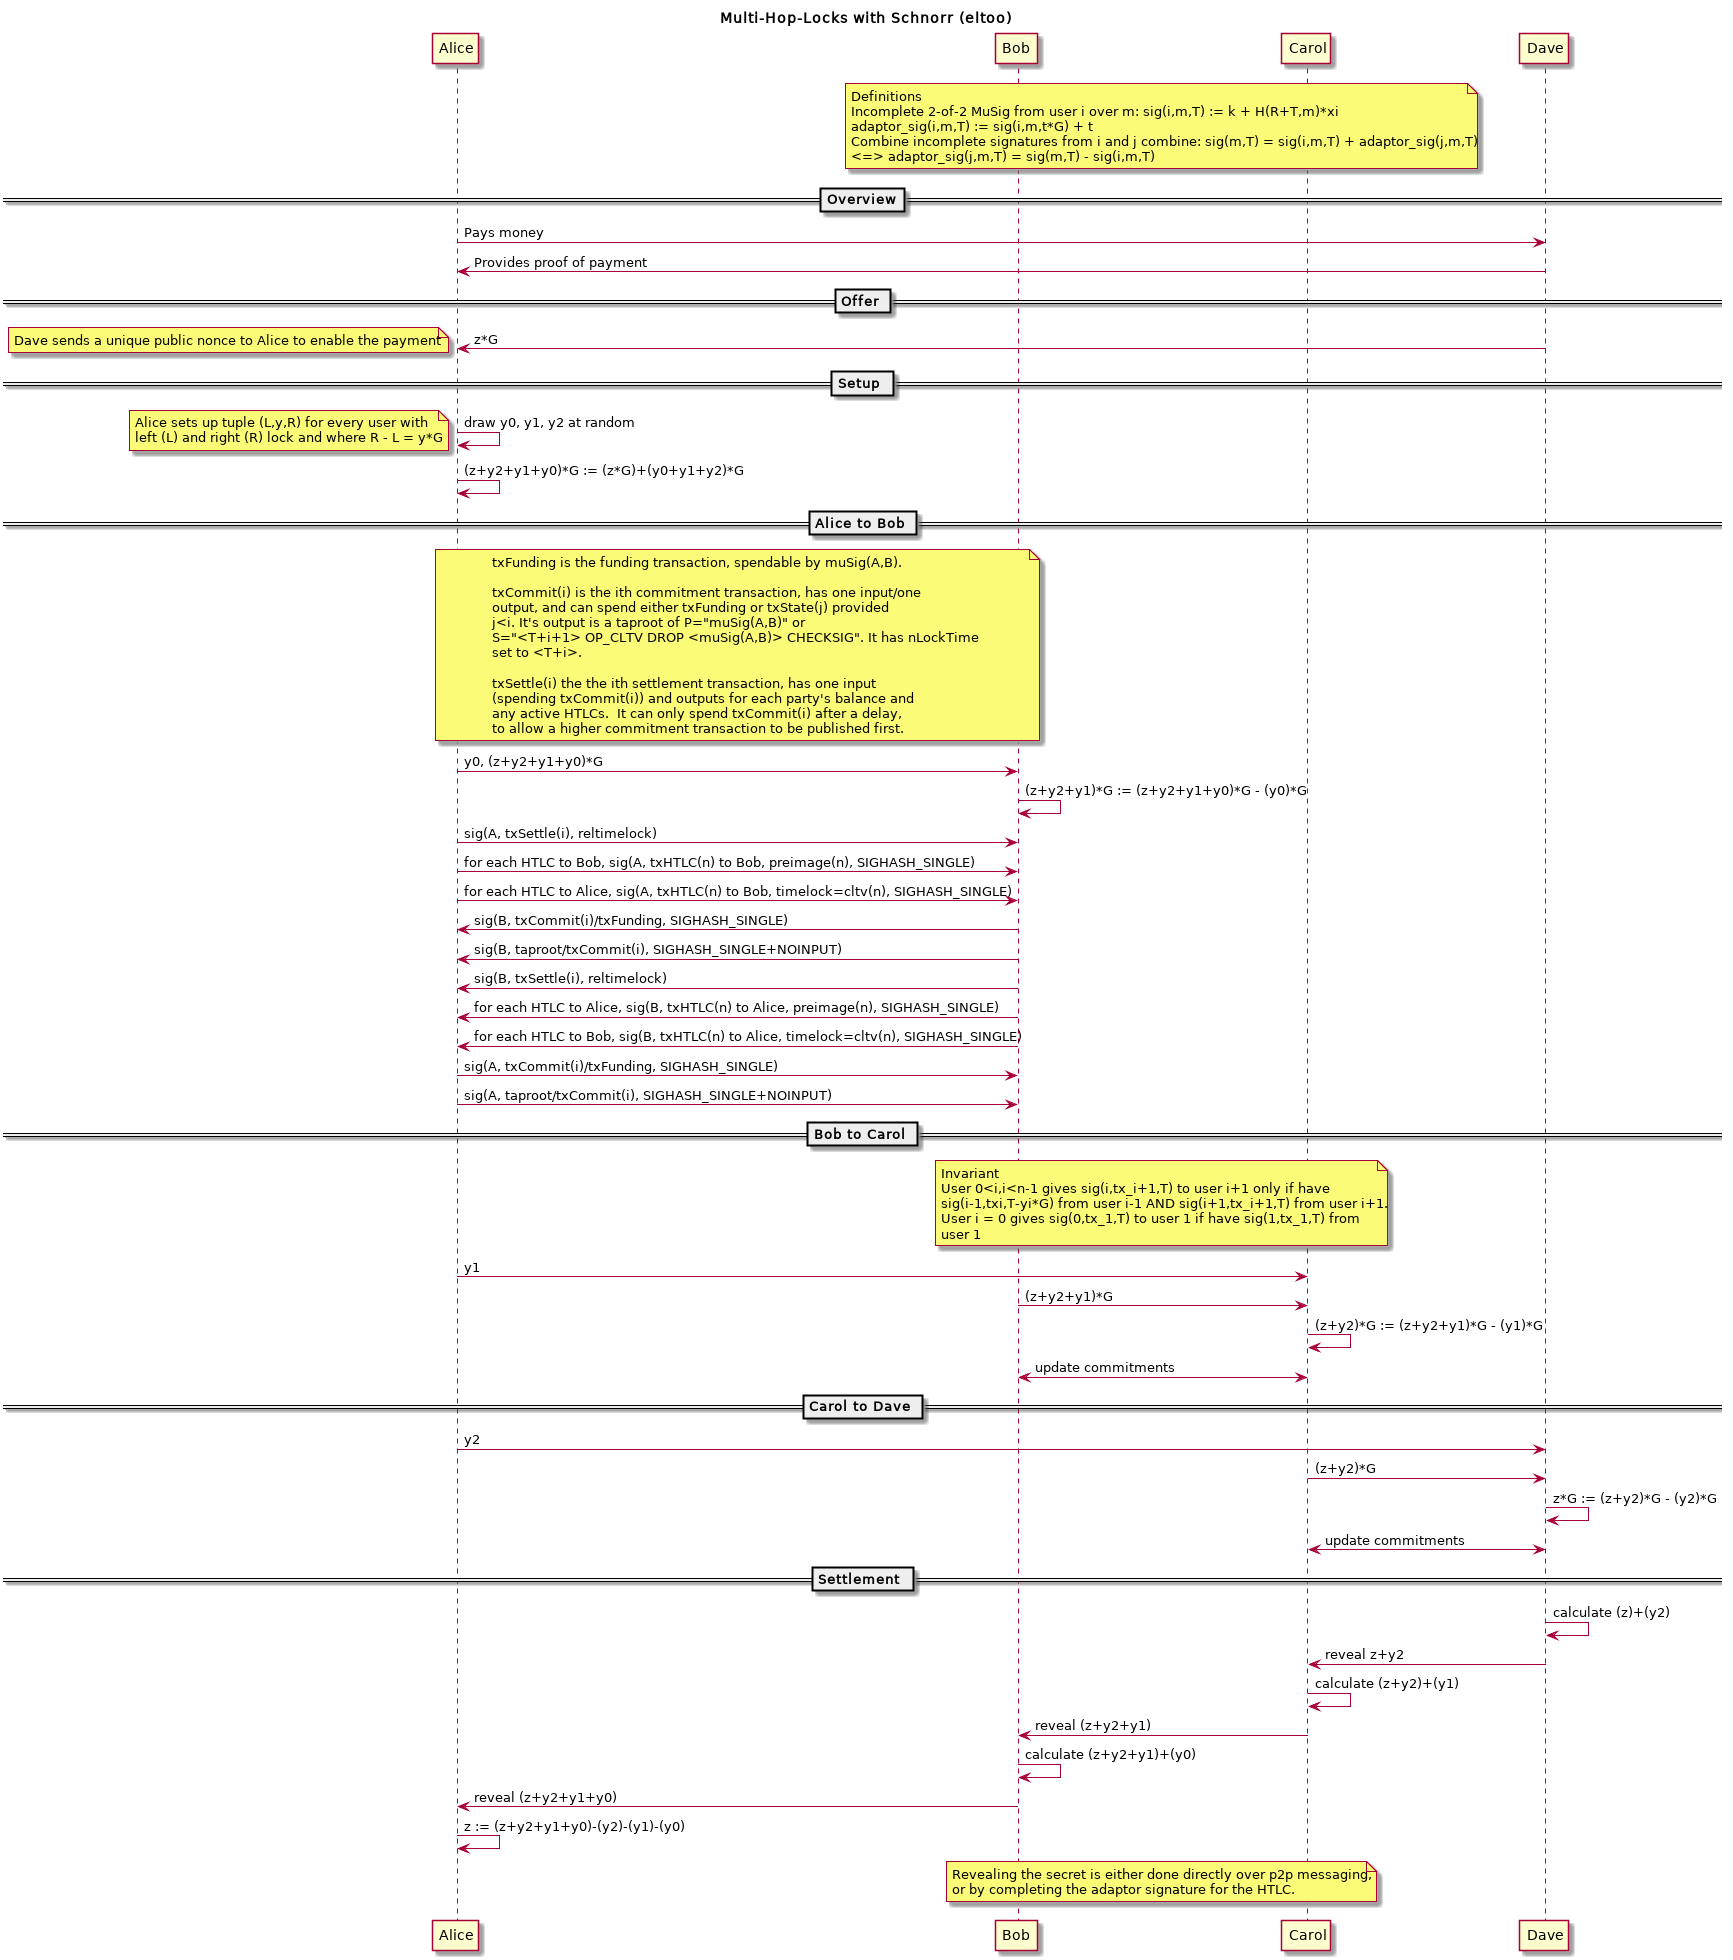 Multi-Hop-Locks with Schnorr (eltoo)
Alice
Bob
Carol
Dave
Definitions
Incomplete 2-of-2 MuSig from user i over m: sig(i,m,T) := k + H(R+T,m)*xi
adaptor_sig(i,m,T) := sig(i,m,t*G) + t
Combine incomplete signatures from i and j combine: sig(m,T) = sig(i,m,T) + adaptor_sig(j,m,T)
<=> adaptor_sig(j,m,T) = sig(m,T) - sig(i,m,T)
Overview
Pays money
Provides proof of payment
Offer
Dave sends a unique public nonce to Alice to enable the payment
z*G
Setup
Alice sets up tuple (L,y,R) for every user with
left (L) and right (R) lock and where R - L = y*G
draw y0, y1, y2 at random
(z+y2+y1+y0)*G := (z*G)+(y0+y1+y2)*G
Alice to Bob
txFunding is the funding transaction, spendable by muSig(A,B).
txCommit(i) is the ith commitment transaction, has one input/one
output, and can spend either txFunding or txState(j) provided
j<i. It's output is a taproot of P="muSig(A,B)" or
S="<T+i+1> OP_CLTV DROP <muSig(A,B)> CHECKSIG". It has nLockTime
set to <T+i>.
txSettle(i) the the ith settlement transaction, has one input
(spending txCommit(i)) and outputs for each party's balance and
any active HTLCs.  It can only spend txCommit(i) after a delay,
to allow a higher commitment transaction to be published first.
y0, (z+y2+y1+y0)*G
(z+y2+y1)*G := (z+y2+y1+y0)*G - (y0)*G
sig(A, txSettle(i), reltimelock)
for each HTLC to Bob, sig(A, txHTLC(n) to Bob, preimage(n), SIGHASH_SINGLE)
for each HTLC to Alice, sig(A, txHTLC(n) to Bob, timelock=cltv(n), SIGHASH_SINGLE)
sig(B, txCommit(i)/txFunding, SIGHASH_SINGLE)
sig(B, taproot/txCommit(i), SIGHASH_SINGLE+NOINPUT)
sig(B, txSettle(i), reltimelock)
for each HTLC to Alice, sig(B, txHTLC(n) to Alice, preimage(n), SIGHASH_SINGLE)
for each HTLC to Bob, sig(B, txHTLC(n) to Alice, timelock=cltv(n), SIGHASH_SINGLE)
sig(A, txCommit(i)/txFunding, SIGHASH_SINGLE)
sig(A, taproot/txCommit(i), SIGHASH_SINGLE+NOINPUT)
Bob to Carol
Invariant
User 0<i,i<n-1 gives sig(i,tx_i+1,T) to user i+1 only if have
sig(i-1,txi,T-yi*G) from user i-1 AND sig(i+1,tx_i+1,T) from user i+1.
User i = 0 gives sig(0,tx_1,T) to user 1 if have sig(1,tx_1,T) from
user 1
y1
(z+y2+y1)*G
(z+y2)*G := (z+y2+y1)*G - (y1)*G
update commitments
Carol to Dave
y2
(z+y2)*G
z*G := (z+y2)*G - (y2)*G
update commitments
Settlement
calculate (z)+(y2)
reveal z+y2
calculate (z+y2)+(y1)
reveal (z+y2+y1)
calculate (z+y2+y1)+(y0)
reveal (z+y2+y1+y0)
z := (z+y2+y1+y0)-(y2)-(y1)-(y0)
Revealing the secret is either done directly over p2p messaging,
or by completing the adaptor signature for the HTLC.
Alice
Bob
Carol
Dave